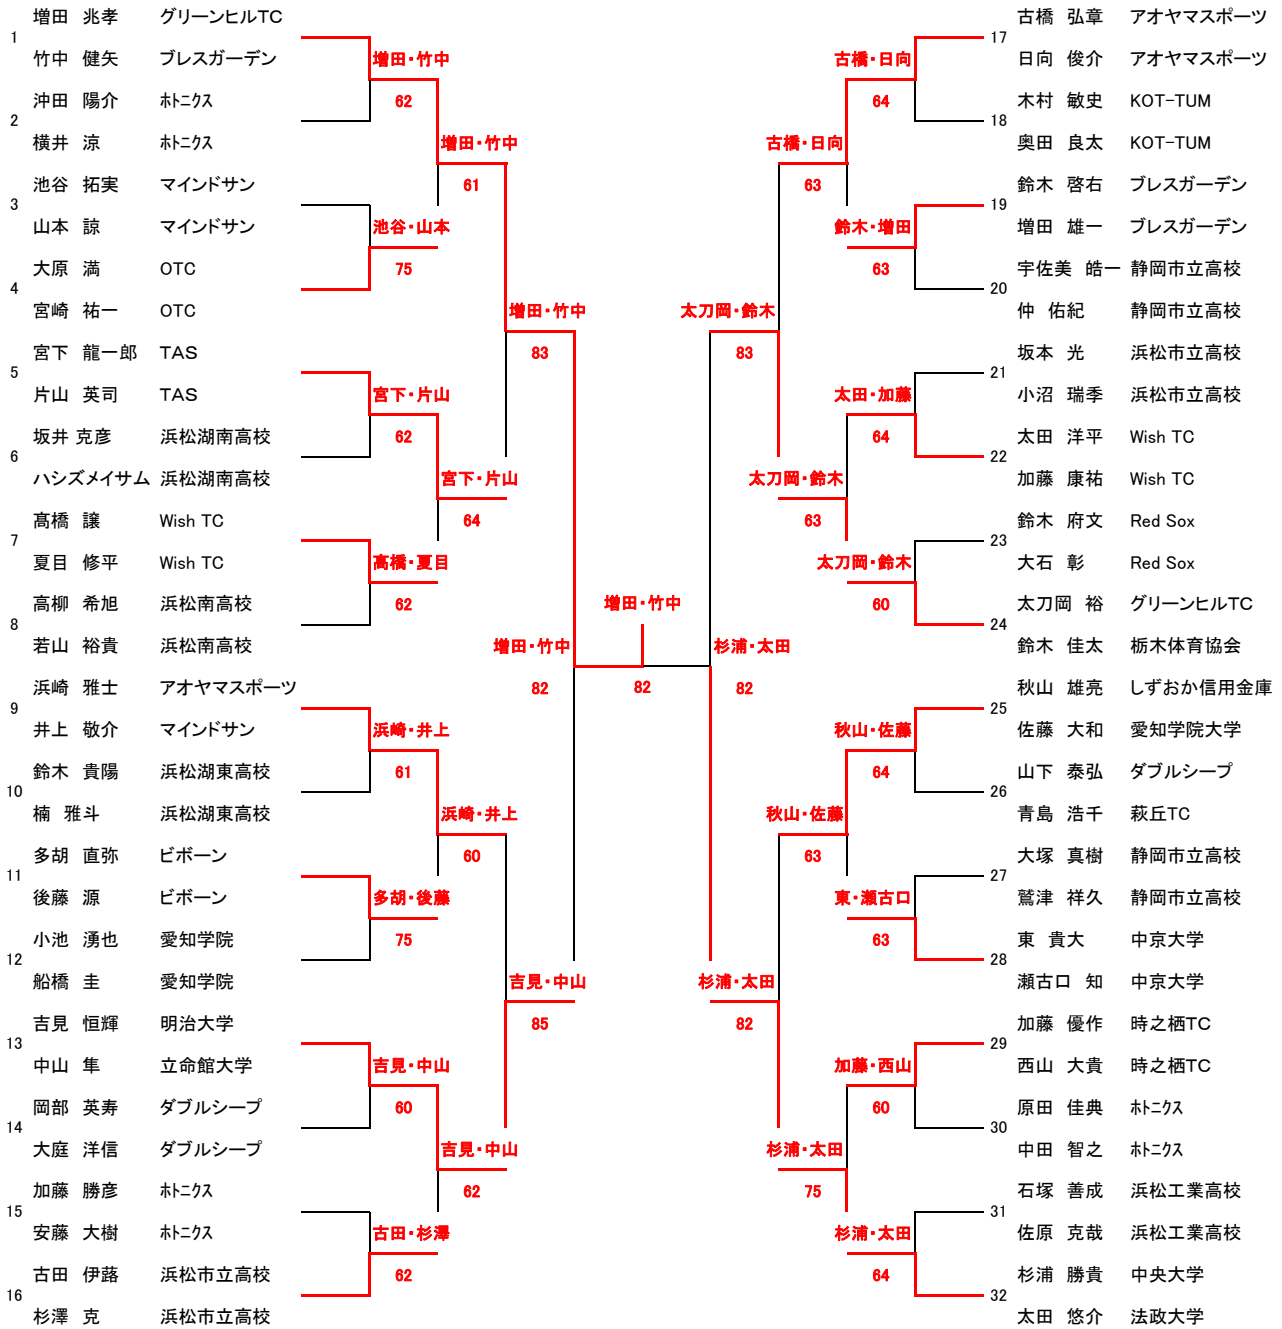 増田 兆孝 グリーンヒルTC
1
竹中 健矢 ブレスガーデン
沖田 陽介 ホトニクス
2
横井 涼 ホトニクス
池谷 拓実 マインドサン
3
山本 諒 マインドサン
大原 満 OTC
4
宮崎 祐一 OTC
宮下 龍一郎 TAS
5
片山 英司 TAS
坂井 克彦 浜松湖南高校
6
ハシズメイサム 浜松湖南高校
髙橋 譲 Wish TC
7
夏目 修平 Wish TC
高柳 希旭 浜松南高校
8
若山 裕貴 浜松南高校
浜崎 雅士 アオヤマスポーツ
9
井上 敬介 マインドサン
鈴木 貴陽 浜松湖東高校
10
楠 雅斗 浜松湖東高校
多胡 直弥 ビボーン
11
後藤 源 ビボーン
小池 湧也 愛知学院
12
船橋 圭 愛知学院
吉見 恒輝 明治大学
13
中山 隼 立命館大学
岡部 英寿 ダブルシープ
14
大庭 洋信 ダブルシープ
加藤 勝彦 ホトニクス
15
安藤 大樹 ホトニクス
古田 伊蕗 浜松市立高校
16
杉澤 克 浜松市立高校
増田・竹中
62
池谷・山本
75
宮下・片山
62
髙橋・夏目
62
浜崎・井上
61
多胡・後藤
75
吉見・中山
60
古田・杉澤
62
増田・竹中
61
宮下・片山
64
浜崎・井上
60
吉見・中山
62
増田・竹中
83
吉見・中山
85
増田・竹中
82
増田・竹中
82
杉浦・太田
82
太刀岡・鈴木
83
杉浦・太田
82
古橋・日向
63
太刀岡・鈴木
63
秋山・佐藤
63
杉浦・太田
75
古橋・日向
64
鈴木・増田
63
太田・加藤
64
太刀岡・鈴木
60
秋山・佐藤
64
東・瀬古口
63
加藤・西山
60
杉浦・太田
64
古橋 弘章 アオヤマスポーツ
17
日向 俊介 アオヤマスポーツ
木村 敏史 KOT-TUM
18
奥田 良太 KOT-TUM
鈴木 啓右 ブレスガーデン
19
増田 雄一 ブレスガーデン
宇佐美 皓一 静岡市立高校
20
仲 佑紀 静岡市立高校
坂本 光 浜松市立高校
21
小沼 瑞季 浜松市立高校
太田 洋平 Wish TC
22
加藤 康祐 Wish TC
鈴木 府文 Red Sox
23
大石 彰 Red Sox
太刀岡 裕 グリーンヒルTC
24
鈴木 佳太 栃木体育協会
秋山 雄亮 しずおか信用金庫
25
佐藤 大和 愛知学院大学
山下 泰弘 ダブルシープ
26
青島 浩千 萩丘TC
大塚 真樹 静岡市立高校
27
鷲津 祥久 静岡市立高校
東 貴大 中京大学
28
瀬古口 知 中京大学
加藤 優作 時之栖TC
29
西山 大貴 時之栖TC
原田 佳典 ホトニクス
30
中田 智之 ホトニクス
石塚 善成 浜松工業高校
31
佐原 克哉 浜松工業高校
杉浦 勝貴 中央大学
32
太田 悠介 法政大学